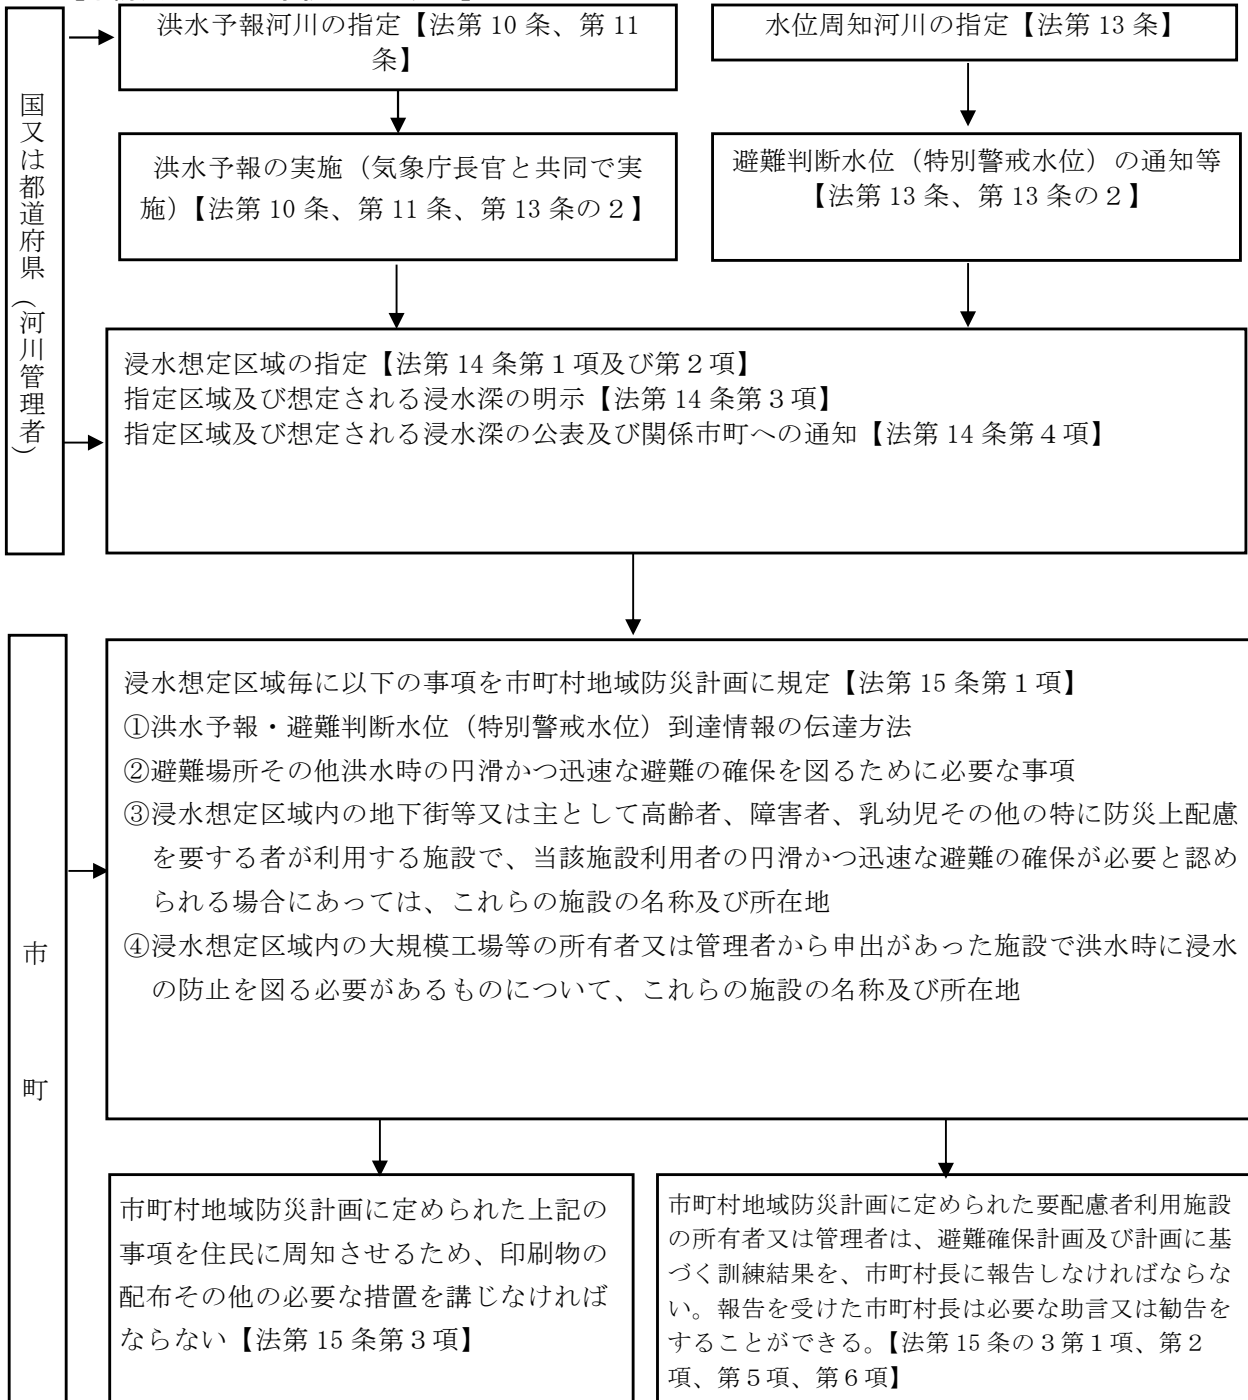 国又は都道府県（河川管理者）
洪水予報河川の指定【法第 10 条、第 11
条】
水位周知河川の指定【法第 13 条】
洪水予報の実施（気象庁長官と共同で実
施）【法第 10 条、第 11 条、第 13 条の２】
避難判断水位（特別警戒水位）の通知等
【法第 13 条、第 13 条の２】
浸水想定区域の指定【法第 14 条第１項及び第２項】
指定区域及び想定される浸水深の明示【法第 14 条第３項】
指定区域及び想定される浸水深の公表及び関係市町への通知【法第 14 条第４項】
市町
浸水想定区域毎に以下の事項を市町村地域防災計画に規定【法第 15 条第１項】
①洪水予報・避難判断水位（特別警戒水位）到達情報の伝達方法
②避難場所その他洪水時の円滑かつ迅速な避難の確保を図るために必要な事項
③浸水想定区域内の地下街等又は主として高齢者、障害者、乳幼児その他の特に防災上配慮
を要する者が利用する施設で、当該施設利用者の円滑かつ迅速な避難の確保が必要と認め
られる場合にあっては、これらの施設の名称及び所在地
④浸水想定区域内の大規模工場等の所有者又は管理者から申出があった施設で洪水時に浸水
の防止を図る必要があるものについて、これらの施設の名称及び所在地
市町村地域防災計画に定められた上記の
事項を住民に周知させるため、印刷物の
配布その他の必要な措置を講じなければ
ならない【法第 15 条第３項】
市町村地域防災計画に定められた要配慮者利用施設
の所有者又は管理者は、避難確保計画及び計画に基
づく訓練結果を、市町村長に報告しなければならな
い。報告を受けた市町村長は必要な助言又は勧告を
することができる。【法第 15 条の３第１項、第２
項、第５項、第６項】